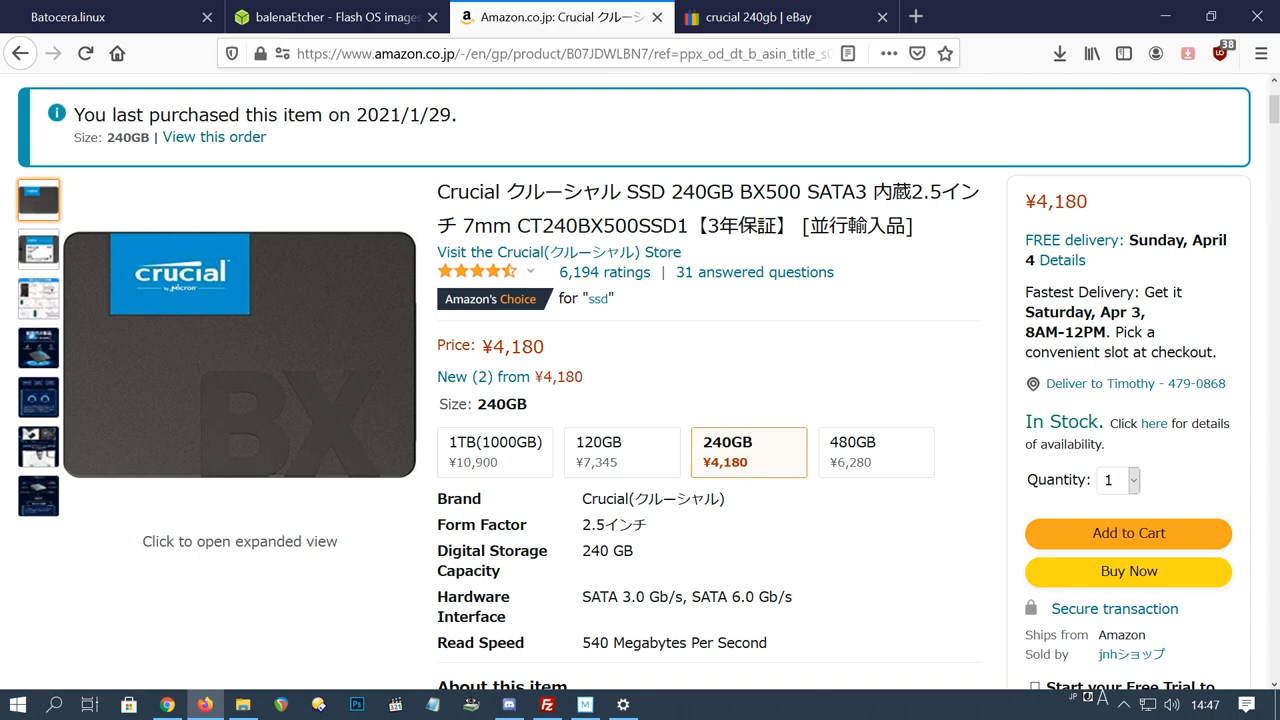 Batocera.linux
balenaEtcher - Flash OS images
Amazon.co.jp: Crucial クルーシ
crucial 240gb | eBay
https://www.amazon.co.jp/-/en/gp/product/B07JDWLBN7/ref=ppx_od_dt_b_asin_title_s0
38
You last purchased this item on 2021/1/29.
Size: 240GB | View this order
Crucial クルーシャル SSD 240GB BX500 SATA3 内蔵2.5イン
チ 7mm CT240BX500SSD1【3年保証】 [並行輸入品]
Visit the Crucial(クルーシャル) Store
6,194 ratings | 31 answered questions
Amazon's Choice for "ssd"
crucial
by Micron
BX
Click to open expanded view
Price: ¥4,180
New (2) from ¥4,180
Size: 240GB
1TB(1000GB) 120GB 240GB 480GB
¥10,900 ¥7,345 ¥4,180 ¥6,280
Brand Crucial(クルーシャル)
Form Factor 2.5インチ
Digital Storage Capacity 240 GB
Hardware Interface SATA 3.0 Gb/s, SATA 6.0 Gb/s
Read Speed 540 Megabytes Per Second
About this item
¥4,180
FREE delivery: Sunday, April
4 Details
Fastest Delivery: Get it
Saturday, Apr 3,
8AM-12PM. Pick a
convenient slot at checkout.
Deliver to Timothy - 479-0868
In Stock. Click here for details
of availability.
Quantity: 1
Add to Cart
Buy Now
Secure transaction
Ships from Amazon
Sold by jnhショップ
Start your Free Trial to
JP A
14:47